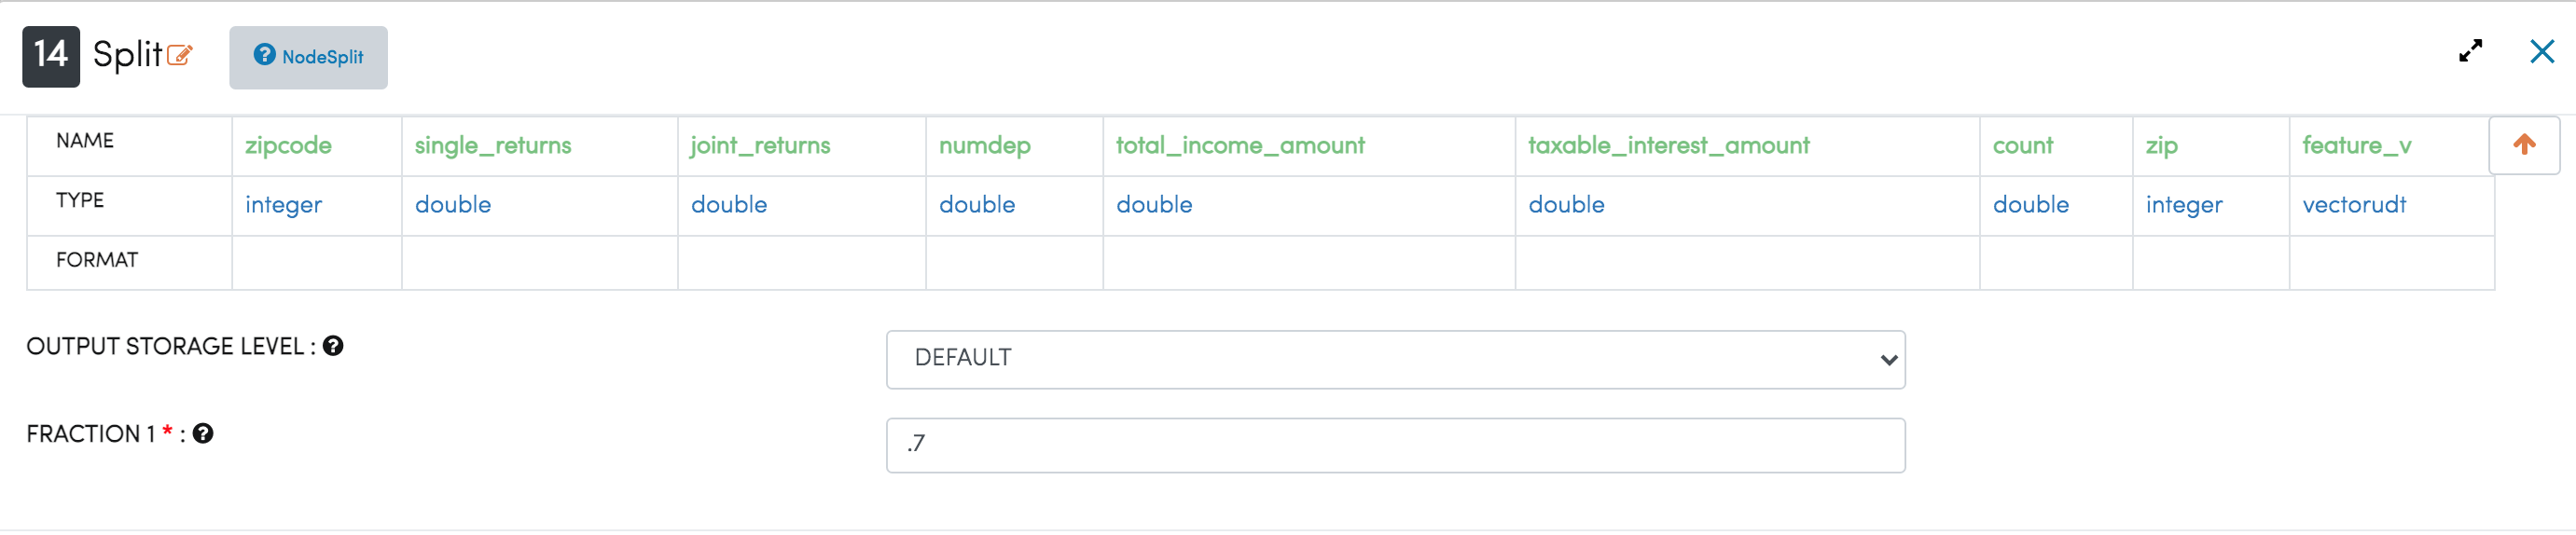 14 Split ? NodeSplit
NAME zipcode single_returns joint_returns numdep total_income_amount taxable_interest_amount count zip feature_v
TYPE integer double double double double double double integer vectorudt
FORMAT
OUTPUT STORAGE LEVEL : ? DEFAULT
FRACTION 1 * : ? .7